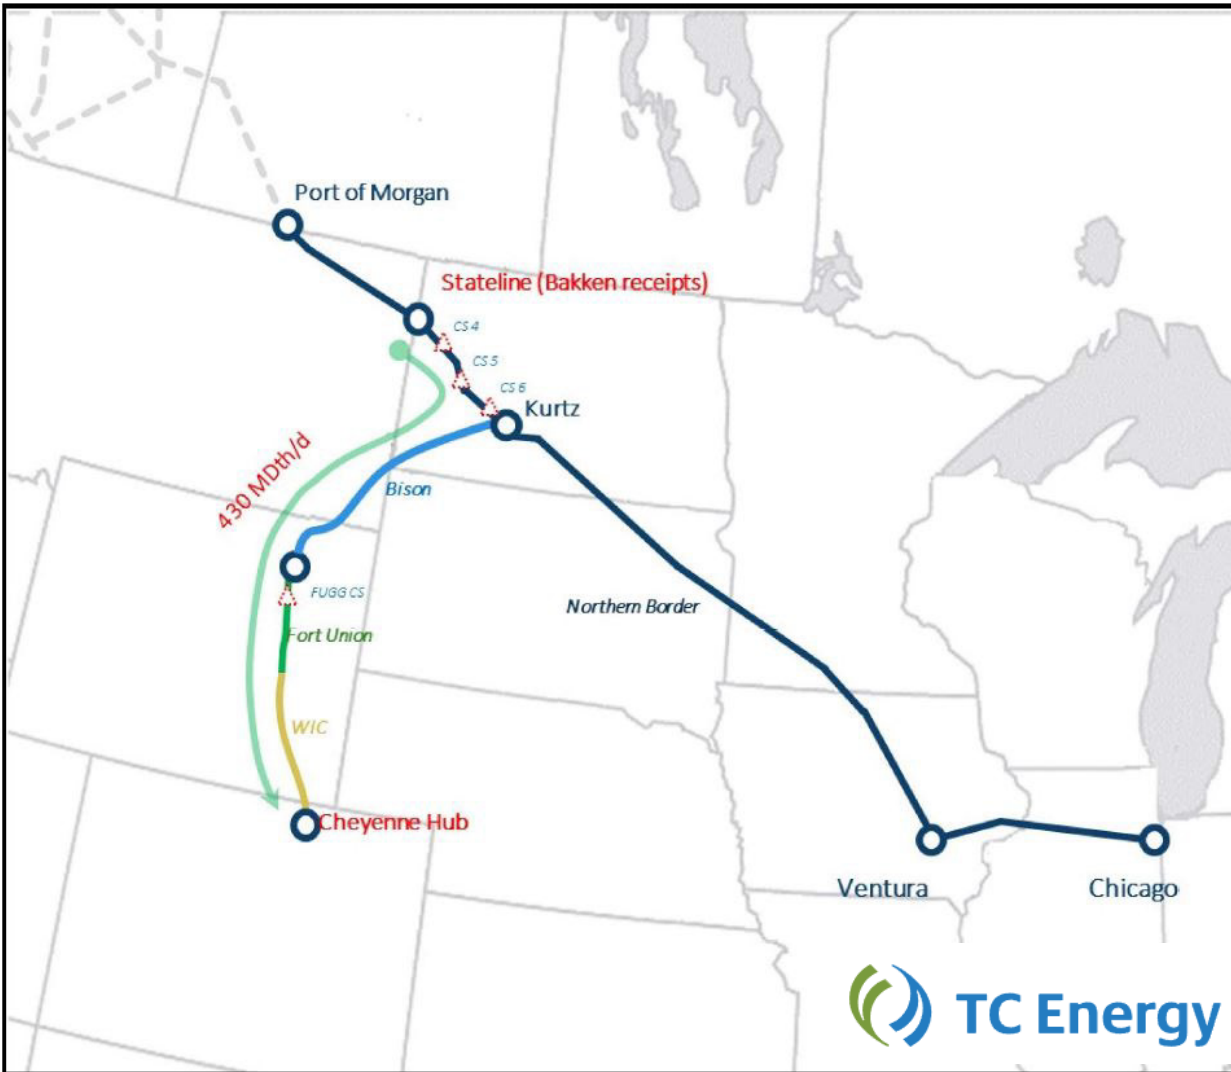 Port of Morgan
Stateline (Bakken receipts)
CS 4
CS 5
CS 6
Kurtz
430 MDth/d
Bison
FUGG CS
Northern Border
Fort Union
WIC
Cheyenne Hub
Ventura
Chicago
TC Energy